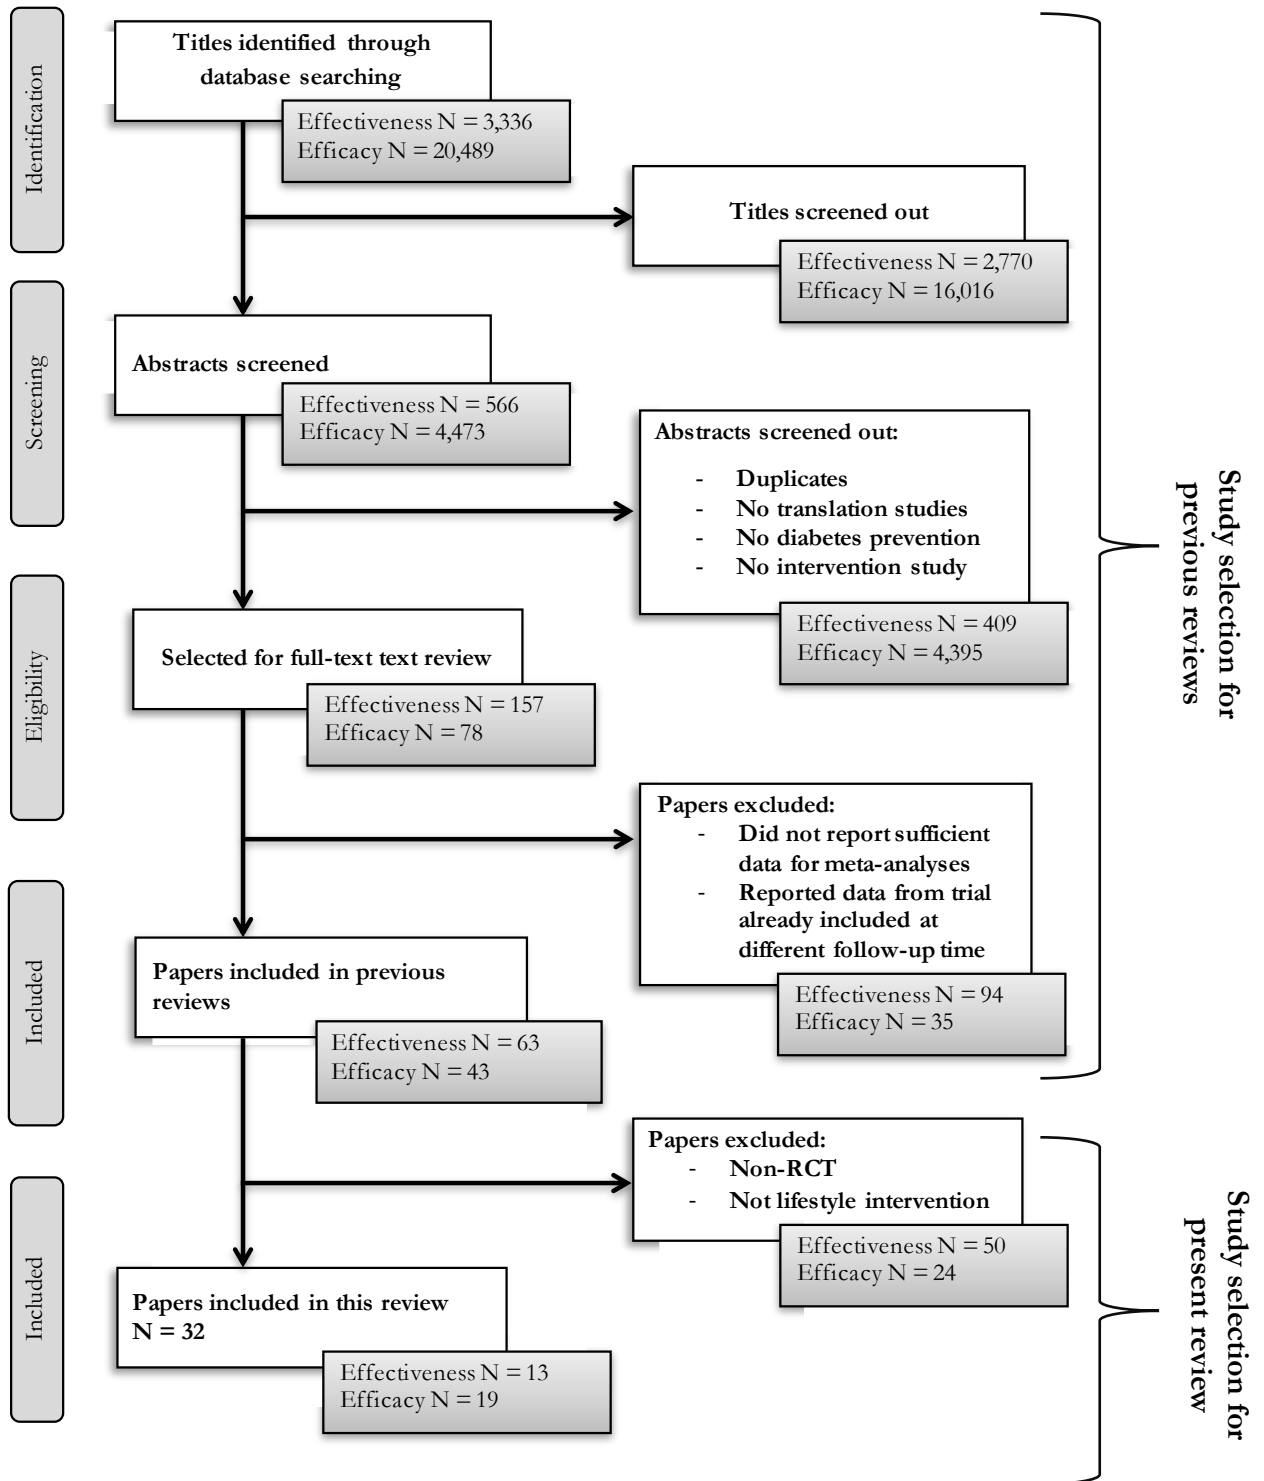 Identification
Titles identified through
database searching
Effectiveness N = 3,336
Efficacy N = 20,489
Titles screened out
Effectiveness N = 2,770
Efficacy N = 16,016
Screening
Abstracts screened
Effectiveness N = 566
Efficacy N = 4,473
Abstracts screened out:
- Duplicates
- No translation studies
- No diabetes prevention
- No intervention study
Effectiveness N = 409
Efficacy N = 4,395
Study selection for
previous reviews
Eligibility
Selected for full-text text review
Effectiveness N = 157
Efficacy N = 78
Papers excluded:
- Did not report sufficient
data for meta-analyses
- Reported data from trial
already included at
different follow-up time
Effectiveness N = 94
Efficacy N = 35
Included
Papers included in previous
reviews
Effectiveness N = 63
Efficacy N = 43
Papers excluded:
- Non-RCT
- Not lifestyle intervention
Effectiveness N = 50
Efficacy N = 24
Study selection for
present review
Included
Papers included in this review
N = 32
Effectiveness N = 13
Efficacy N = 19